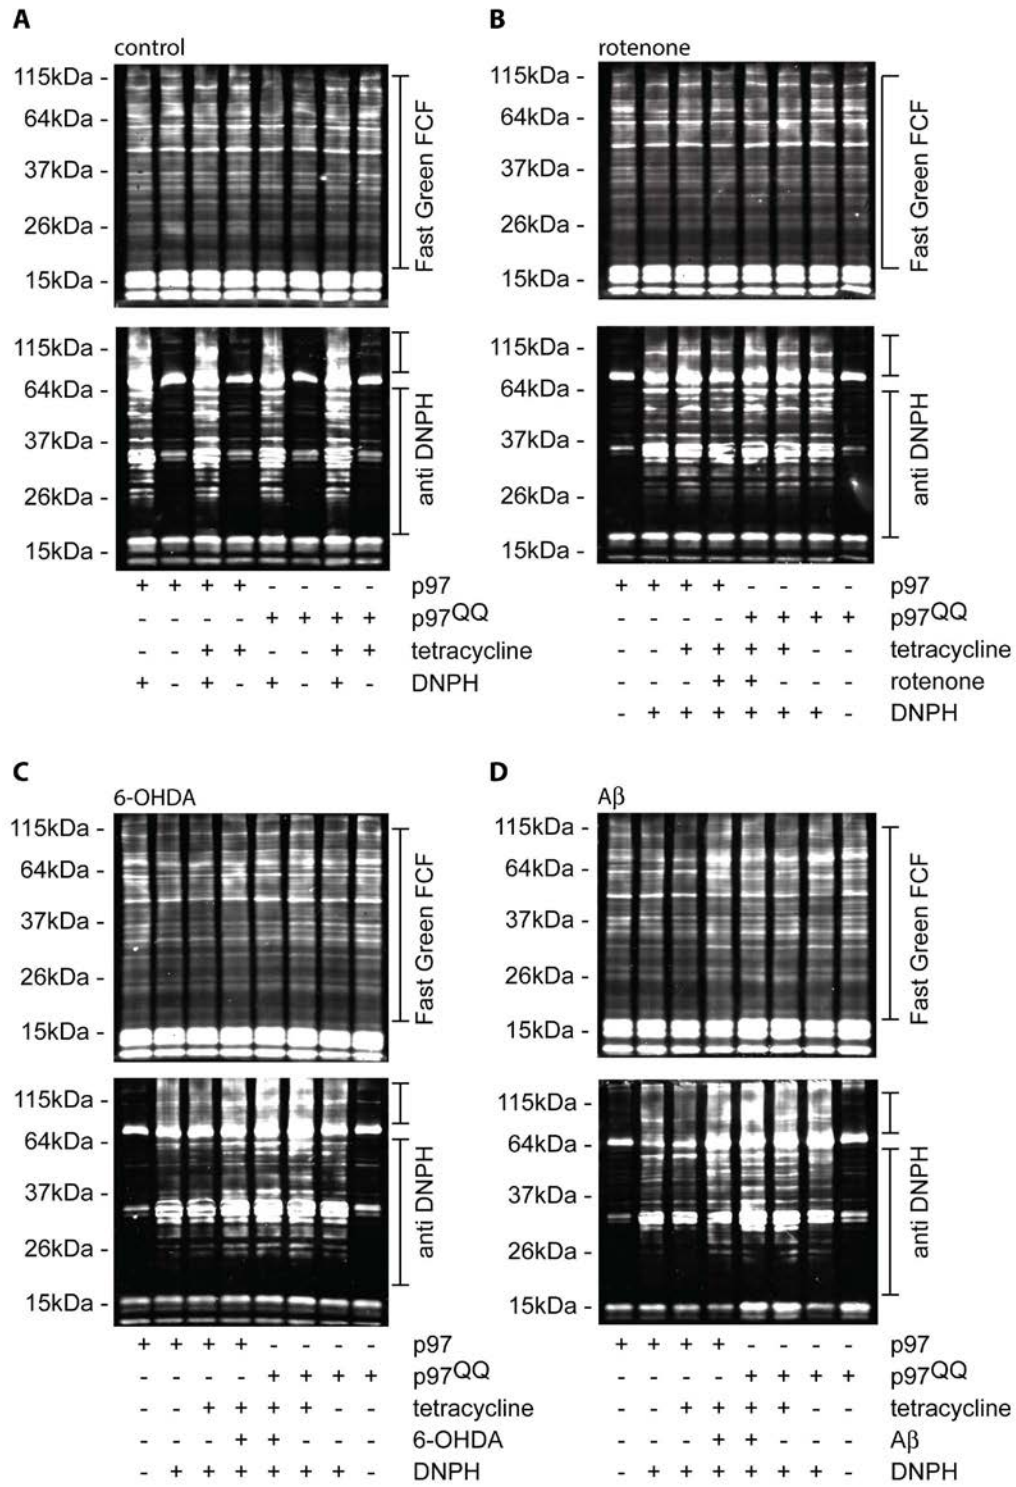 A
control
115kDa -
64kDa -
37kDa -
26kDa -
15kDa -
Fast Green FCF
115kDa -
64kDa -
37kDa -
26kDa -
15kDa -
anti DNPH
+ + + + - - - - p97
- - - - + + + + p97QQ
- - + + - - + + tetracycline
+ - + - + - + - DNPH
B
rotenone
115kDa -
64kDa -
37kDa -
26kDa -
15kDa -
Fast Green FCF
115kDa -
64kDa -
37kDa -
26kDa -
15kDa -
anti DNPH
+ + + + - - - - p97
- - - - + + + + p97QQ
- - + + + + - - tetracycline
- - - + + - - - rotenone
- + + + + + + - DNPH
C
6-OHDA
115kDa -
64kDa -
37kDa -
26kDa -
15kDa -
Fast Green FCF
115kDa -
64kDa -
37kDa -
26kDa -
15kDa -
anti DNPH
+ + + + - - - - p97
- - - - + + + + p97QQ
- - + + + + - - tetracycline
- - - + + - - - 6-OHDA
- + + + + + + - DNPH
D
Aβ
115kDa -
64kDa -
37kDa -
26kDa -
15kDa -
Fast Green FCF
115kDa -
64kDa -
37kDa -
26kDa -
15kDa -
anti DNPH
+ + + + - - - - p97
- - - - + + + + p97QQ
- - + + + + - - tetracycline
- - - + + - - - Aβ
- + + + + + + - DNPH